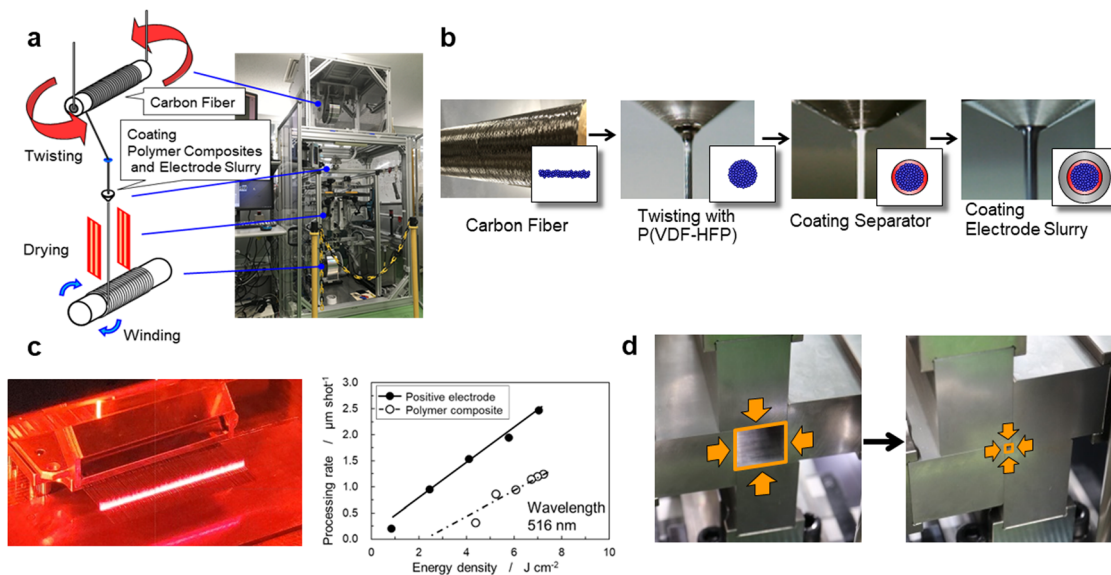 a
Carbon Fiber
Coating
Polymer Composites
and Electrode Slurry
Twisting
Drying
Winding
b
Carbon Fiber
Twisting with
P(VDF-HFP)
Coating Separator
Coating
Electrode Slurry
c
Processing rate / μm shot⁻¹
3.0
2.5
2.0
1.5
1.0
0.5
0.0
Positive electrode
Polymer composite
Wavelength
516 nm
0 2 4 6 8 10
Energy density / J cm⁻²
d